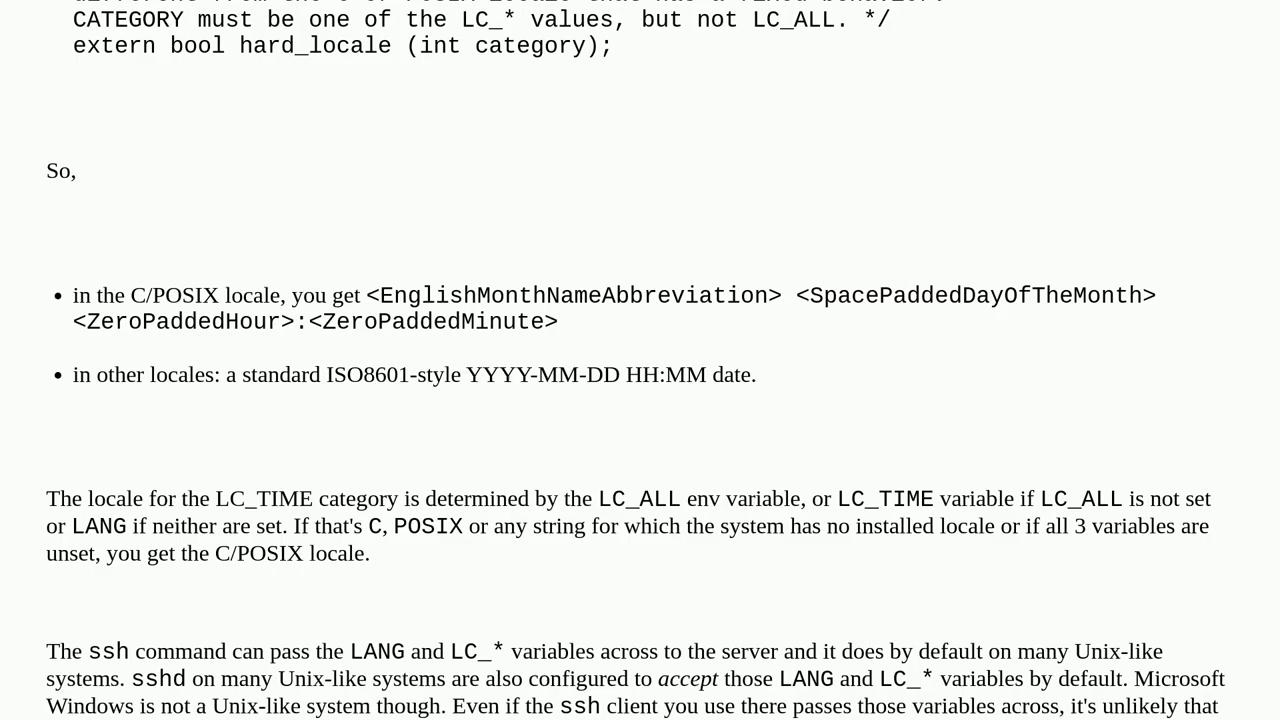 CATEGORY must be one of the LC_* values, but not LC_ALL. */
extern bool hard_locale (int category);
So,
• in the C/POSIX locale, you get <EnglishMonthNameAbbreviation> <SpacePaddedDayOfTheMonth>
<ZeroPaddedHour>:<ZeroPaddedMinute>
• in other locales: a standard ISO8601-style YYYY-MM-DD HH:MM date.
The locale for the LC_TIME category is determined by the LC_ALL env variable, or LC_TIME variable if LC_ALL is not set
or LANG if neither are set. If that's C, POSIX or any string for which the system has no installed locale or if all 3 variables are
unset, you get the C/POSIX locale.
The ssh command can pass the LANG and LC_* variables across to the server and it does by default on many Unix-like
systems. sshd on many Unix-like systems are also configured to accept those LANG and LC_* variables by default. Microsoft
Windows is not a Unix-like system though. Even if the ssh client you use there passes those variables across, it's unlikely that